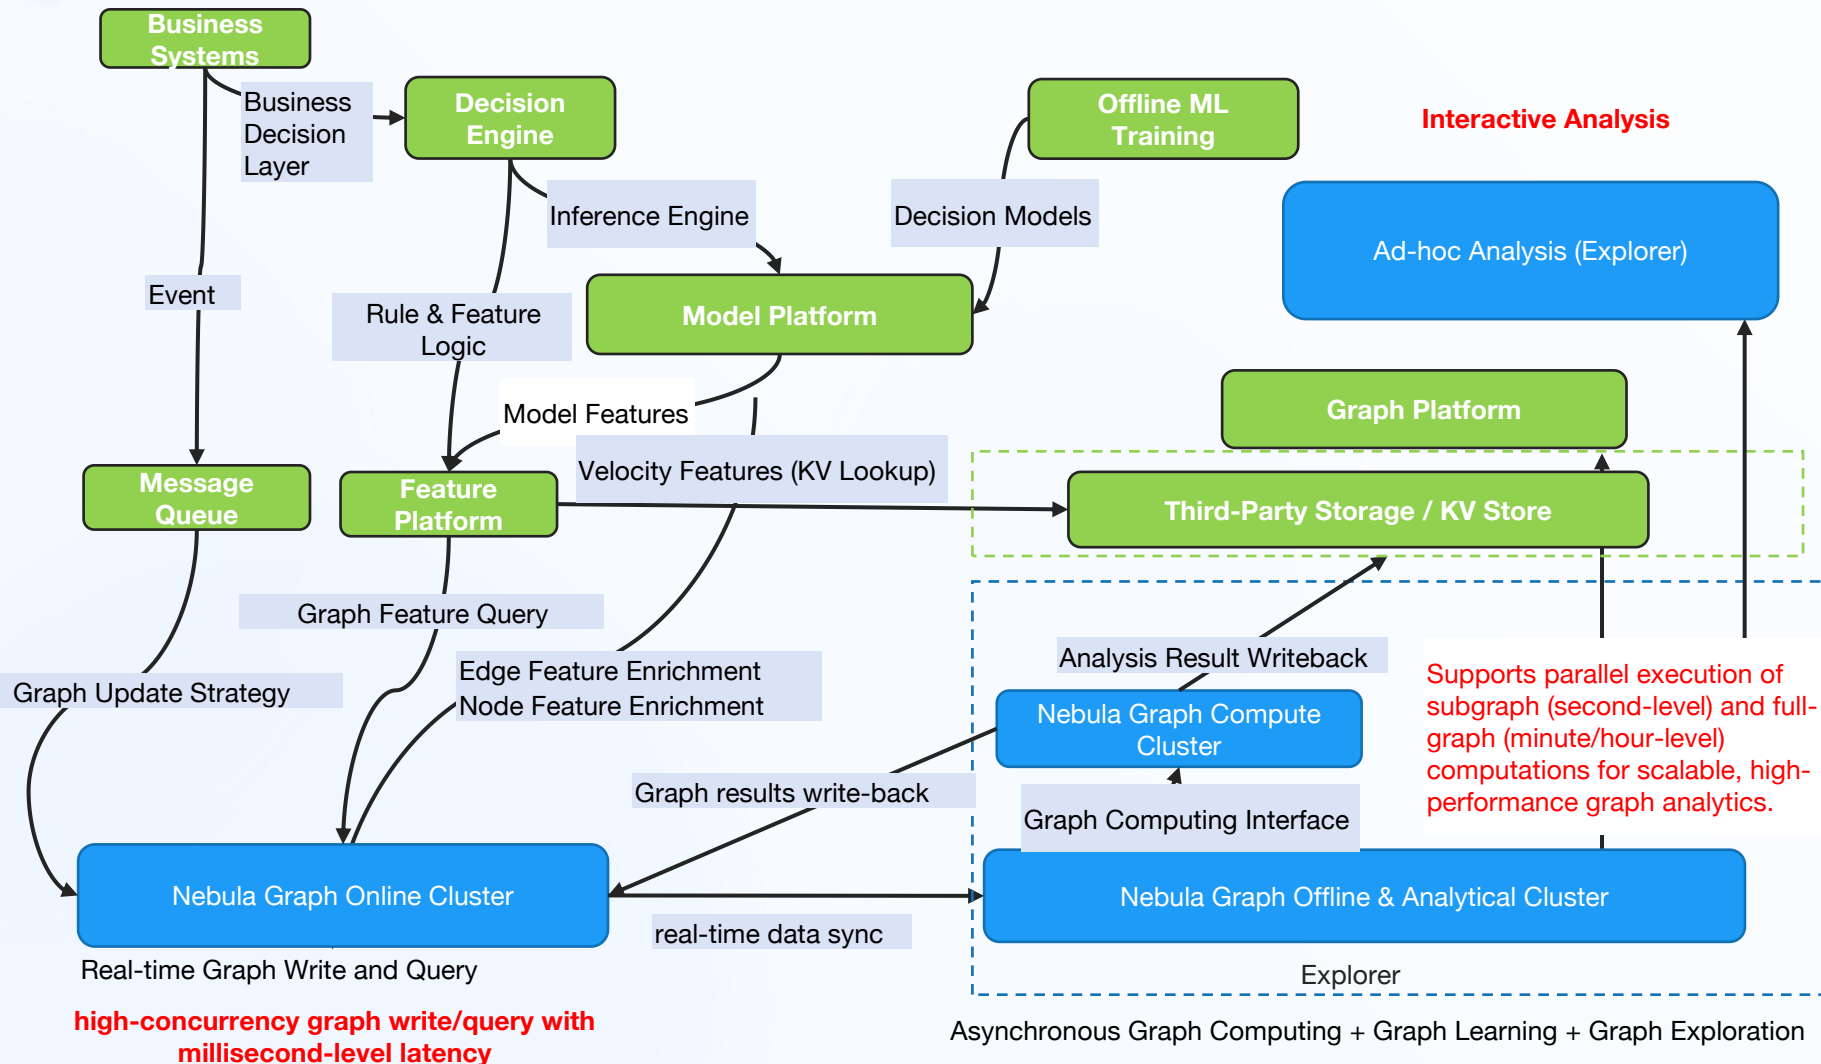 Business
Systems
Business
Decision
Layer
Decision
Engine
Offline ML
Training
Interactive Analysis
Inference Engine
Decision Models
Ad-hoc Analysis (Explorer)
Event
Rule & Feature
Logic
Model Platform
Model Features
Graph Platform
Velocity Features (KV Lookup)
Message
Queue
Feature
Platform
Third-Party Storage / KV Store
Graph Feature Query
Graph Update Strategy
Edge Feature Enrichment
Node Feature Enrichment
Analysis Result Writeback
Supports parallel execution of
subgraph (second-level) and full-
graph (minute/hour-level)
computations for scalable, high-
performance graph analytics.
Nebula Graph Compute
Cluster
Graph results write-back
Graph Computing Interface
Nebula Graph Online Cluster
real-time data sync
Nebula Graph Offline & Analytical Cluster
Real-time Graph Write and Query
Explorer
high-concurrency graph write/query with
millisecond-level latency
Asynchronous Graph Computing + Graph Learning + Graph Exploration